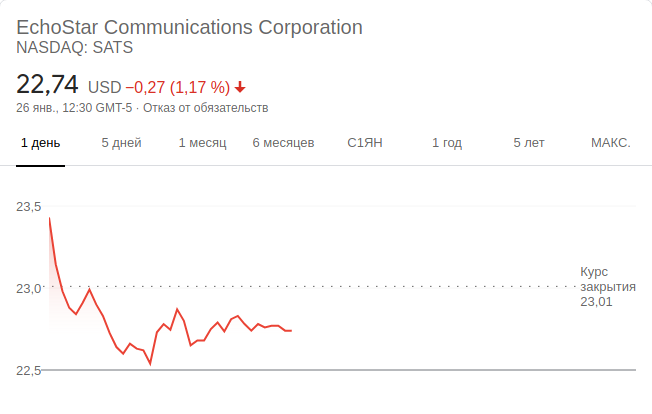 EchoStar Communications Corporation
NASDAQ: SATS
22,74 USD −0,27 (1,17 %)
26 янв., 12:30 GMT-5 · Отказ от обязательств
1 день 5 дней 1 месяц 6 месяцев С1ЯН 1 год 5 лет МАКС.
23,5
Курс
закрытия
23,0
23,01
22,5